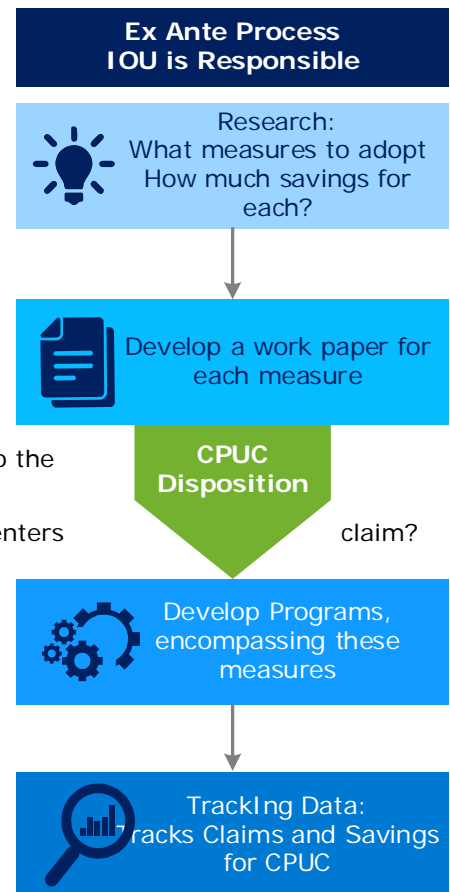 Ex Ante Process
IOU is Responsible
Research:
What measures to adopt
How much savings for
each?
Develop a work paper for
each measure
the
CPUC
Disposition
enters
claim?
Develop Programs,
encompassing these
measures
TrackIng Data:
Tracks Claims and Savings
for CPUC